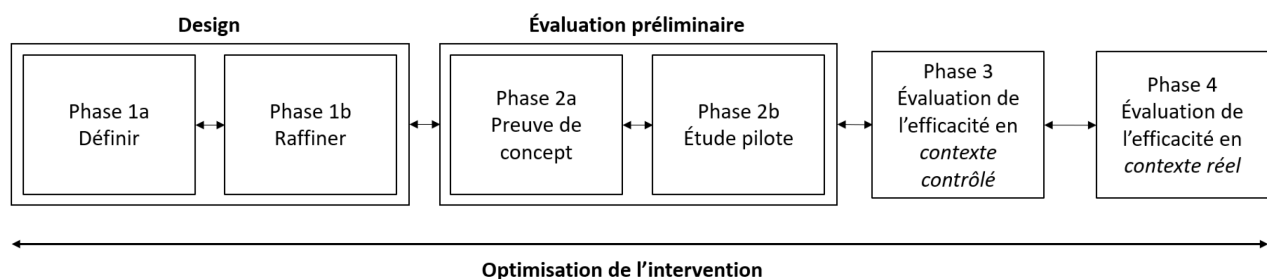 Design
Évaluation préliminaire
Phase 1a
Définir
Phase 1b
Raffiner
Phase 2a
Preuve de
concept
Phase 2b
Étude pilote
Phase 3
Évaluation de
l'efficacité en
contexte
contrôlé
Phase 4
Évaluation de
l'efficacité en
contexte réel
Optimisation de l'intervention